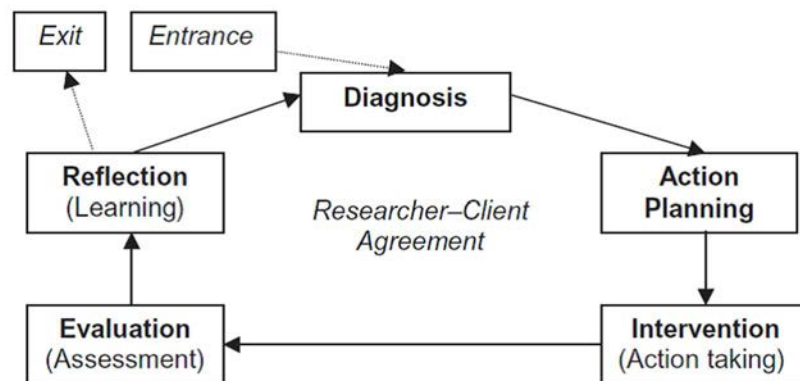 Exit
Entrance
Diagnosis
Reflection
(Learning)
Action
Planning
Researcher–Client
Agreement
Evaluation
(Assessment)
Intervention
(Action taking)